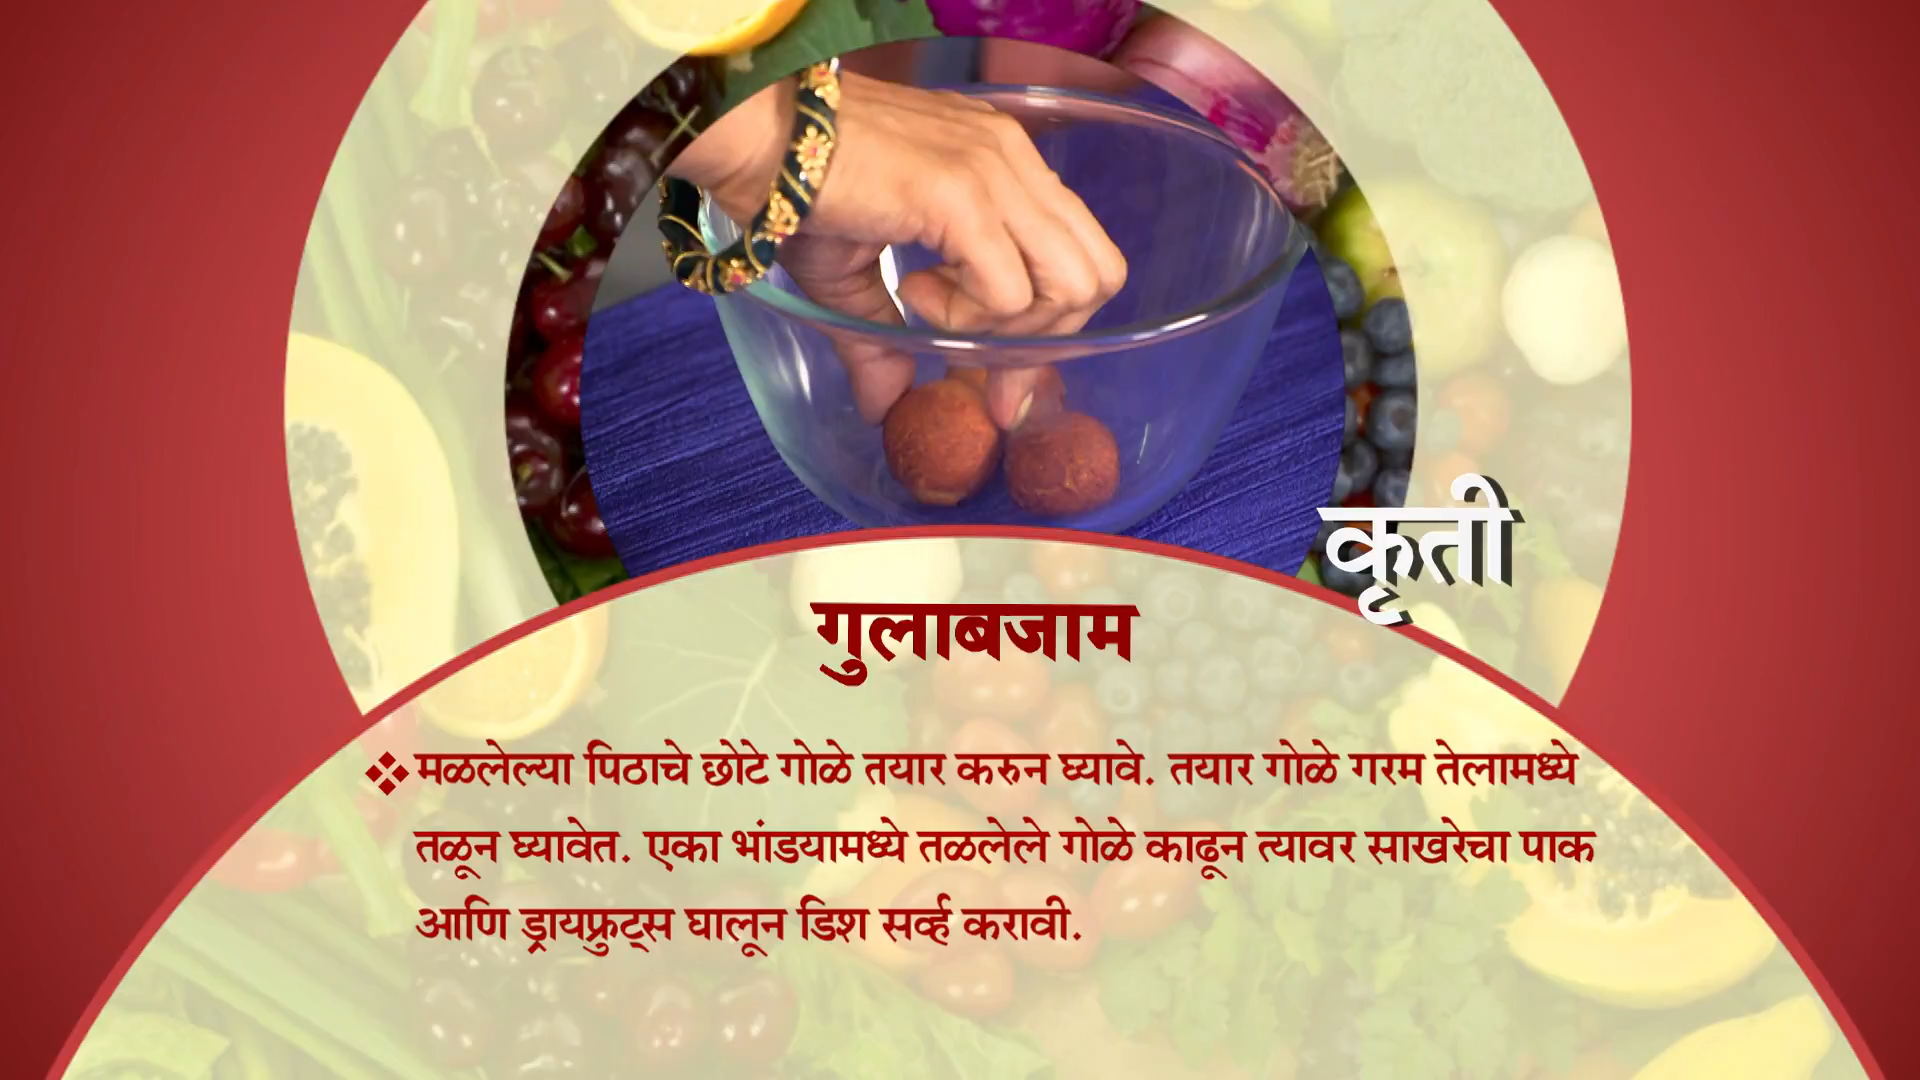 कृती
गुलाबजाम
मळलेल्या पिठाचे छोटे गोळे तयार करुन घ्यावे. तयार गोळे गरम तेलामध्ये
तळून घ्यावेत. एका भांडयामध्ये तळलेले गोळे काढून त्यावर साखरेचा पाक
आणि ड्रायफ्रुट्स घालून डिश सर्व्ह करावी.